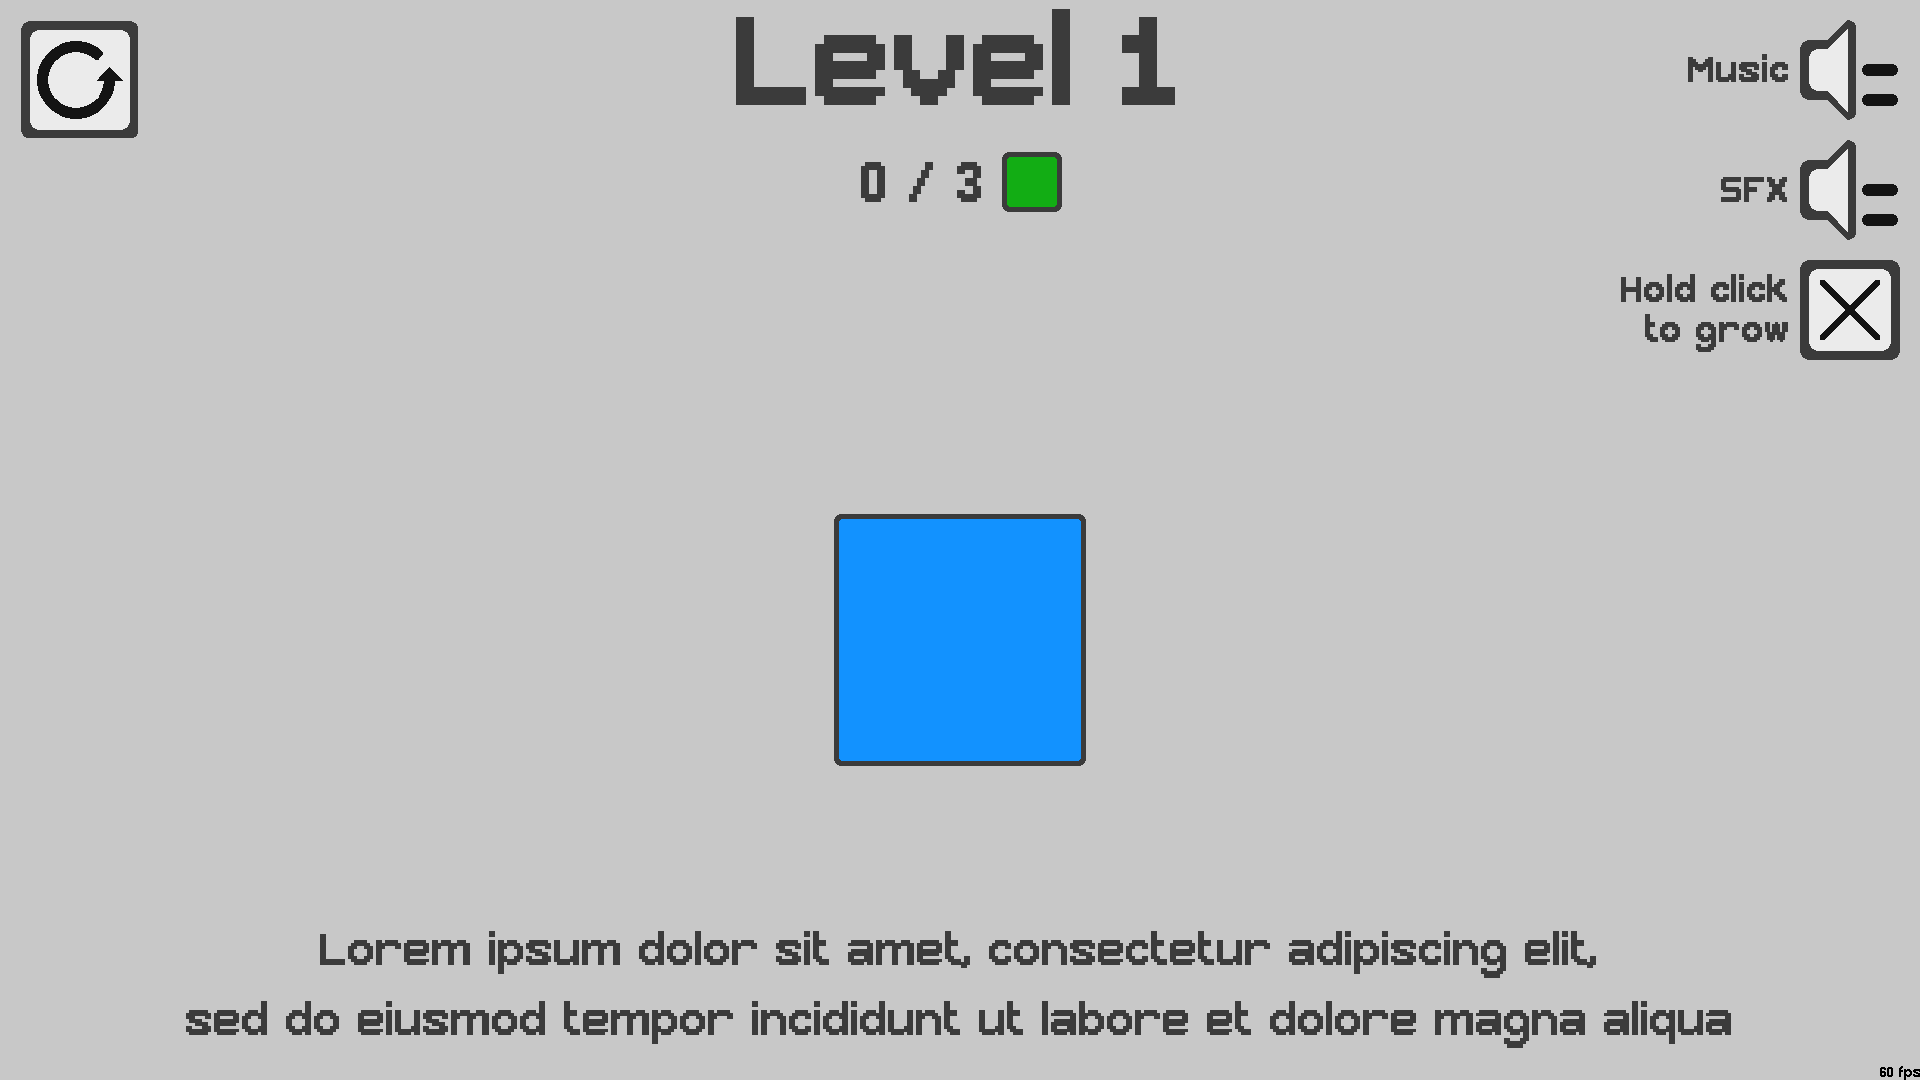 Level 1
0 / 3
Music
SFX
Hold click
to grow
Lorem ipsum dolor sit amet, consectetur adipiscing elit,
sed do eiusmod tempor incididunt ut labore et dolore magna aliqua
60 fps